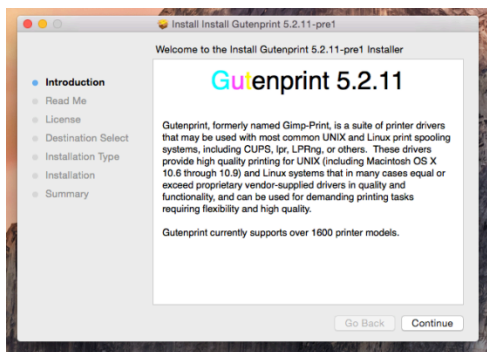 Install Install Gutenprint 5.2.11-pre1
Welcome to the Install Gutenprint 5.2.11-pre1 Installer
Introduction
Read Me
License
Destination Select
Installation Type
Installation
Summary
Gutenprint 5.2.11
Gutenprint, formerly named Gimp-Print, is a suite of printer drivers
that may be used with most common UNIX and Linux print spooling
systems, including CUPS, lpr, LPRng, or others. These drivers
provide high quality printing for UNIX (including Macintosh OS X
10.6 through 10.9) and Linux systems that in many cases equal or
exceed proprietary vendor-supplied drivers in quality and
functionality, and can be used for demanding printing tasks
requiring flexibility and high quality.
Gutenprint currently supports over 1600 printer models.
Go Back
Continue